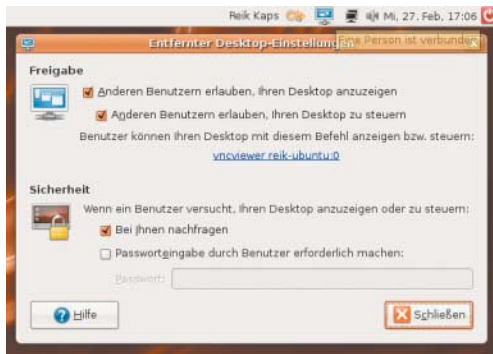 Reik Kaps
Mi, 27. Feb, 17:06
Entfernter Desktop-Einstellungen
Eine Person ist verbunden
Freigabe
Anderen Benutzern erlauben, Ihren Desktop anzuzeigen
Anderen Benutzern erlauben, Ihren Desktop zu steuern
Benutzer können Ihren Desktop mit diesem Befehl anzeigen bzw. steuern:
vncviewer reik-ubuntu:0
Sicherheit
Wenn ein Benutzer versucht, Ihren Desktop anzuzeigen oder zu steuern:
Bei Ihnen nachfragen
Passworteingabe durch Benutzer erforderlich machen:
Passwort:
Hilfe
Schließen